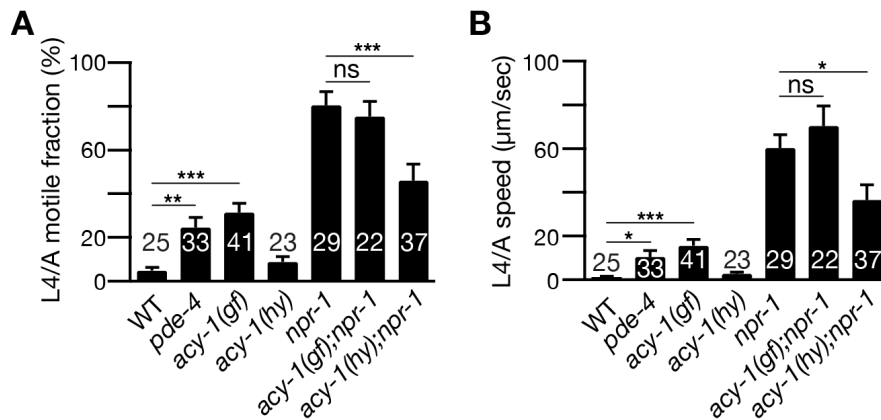 A
L4/A motile fraction (%)
100
60
20
0
***
ns
***
**
25
33
41
23
29
22
37
WT
pde-4
acy-1(gf)
acy-1(hy)
npr-1
acy-1(gf);npr-1
acy-1(hy);npr-1
B
L4/A speed (µm/sec)
100
60
20
0
*
ns
***
*
25
33
41
23
29
22
37
WT
pde-4
acy-1(gf)
acy-1(hy)
npr-1
acy-1(gf);npr-1
acy-1(hy);npr-1